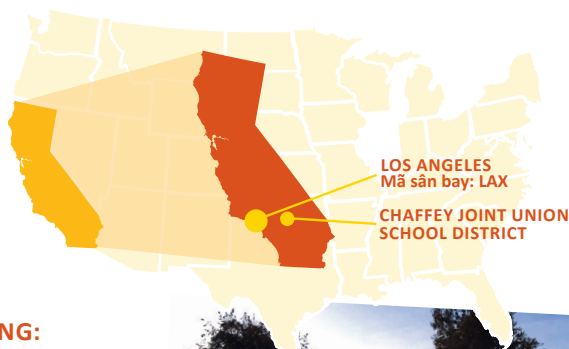 LOS ANGELES
Mã sân bay: LAX
CHAFFEY JOINT UNION
SCHOOL DISTRICT
NG: